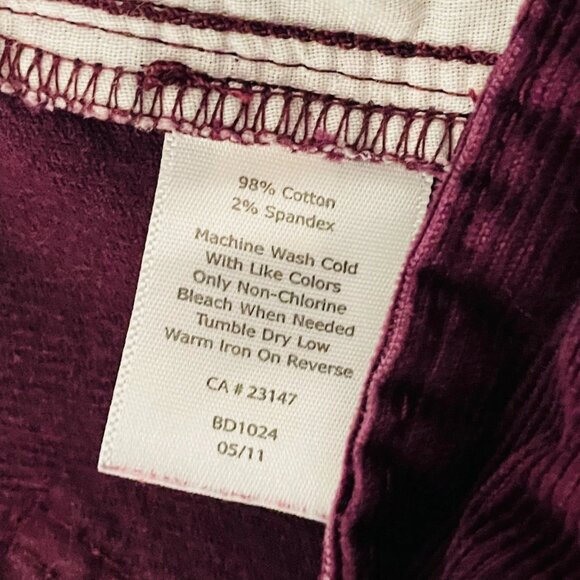 98% Cotton
2% Spandex
Machine Wash Cold
With Like Colors
Only Non-Chlorine
Bleach When Needed
Tumble Dry Low
Warm Iron On Reverse
CA # 23147
BD1024
05/11